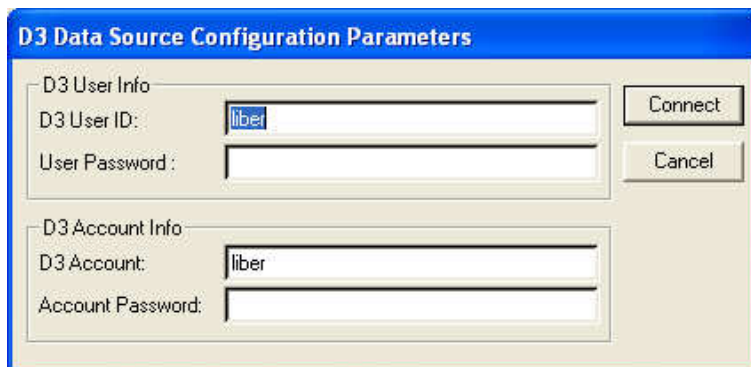 D3 Data Source Configuration Parameters
D3 User Info
D3 User ID: liber
User Password :
Connect
Cancel
D3 Account Info
D3 Account: liber
Account Password: